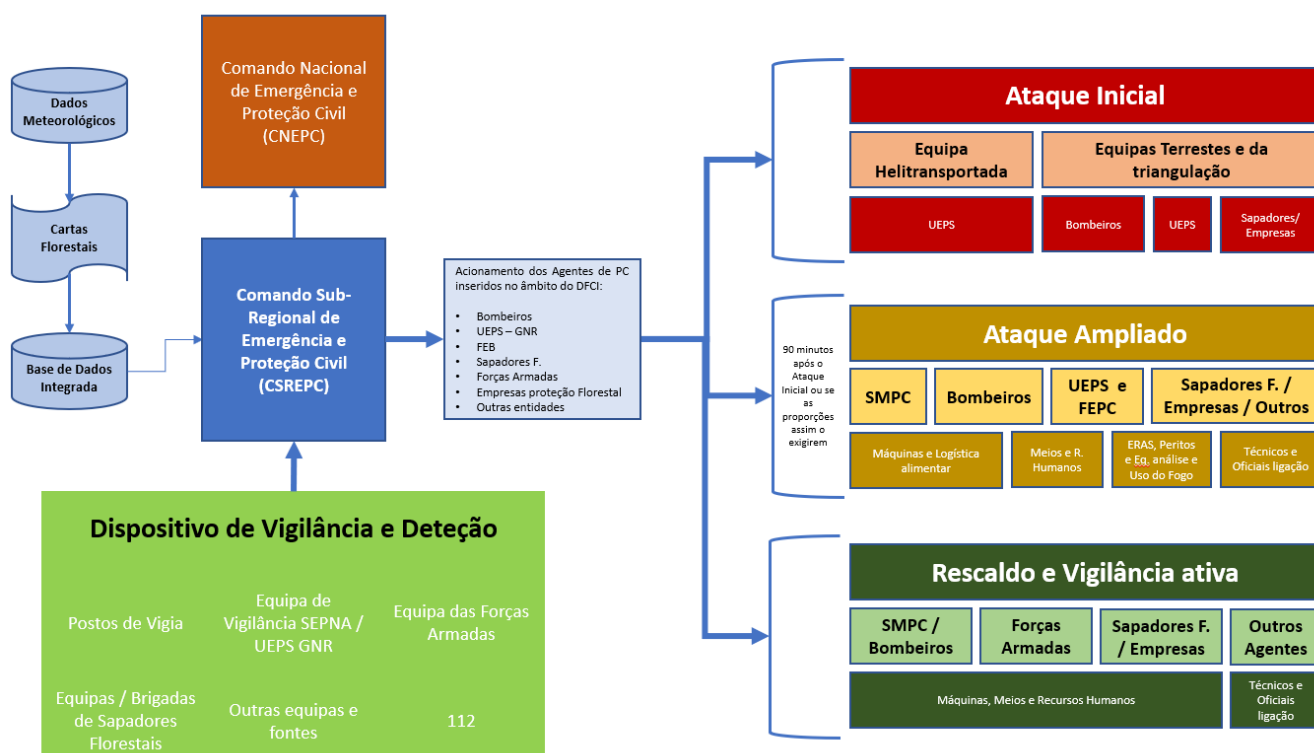 Dados
Meteorológicos
Cartas
Florestais
Base de Dados
Integrada
Comando Nacional
de Emergência e
Proteção Civil
(CNEPC)
Comando Sub-
Regional de
Emergência e
Proteção Civil
(CSREPC)
Dispositivo de Vigilância e Deteção
Postos de Vigia
Equipa de
Vigilância SEPNA /
UEPS GNR
Equipa das Forças
Armadas
Equipas / Brigadas
de Sapadores
Florestais
Outras equipas e
fontes
112
Acionamento dos Agentes de PC
inseridos no âmbito do DFCI:
• Bombeiros
• UEPS – GNR
• FEB
• Sapadores F.
• Forças Armadas
• Empresas proteção Florestal
• Outras entidades
Ataque Inicial
Equipa
Helitransportada
Equipas Terrestes e da
triangulação
UEPS
Bombeiros
UEPS
Sapadores/
Empresas
90 minutos
após o
Ataque
Inicial ou se
as
proporções
assim o
exigirem
Ataque Ampliado
SMPC
Bombeiros
UEPS e
FEPC
Sapadores F. /
Empresas / Outros
Máquinas e Logística
alimentar
Meios e R.
Humanos
ERAS, Peritos
e Eq. análise e
Uso do Fogo
Técnicos e
Oficiais ligação
Rescaldo e Vigilância ativa
SMPC /
Bombeiros
Forças
Armadas
Sapadores F.
/ Empresas
Outros
Agentes
Máquinas, Meios e Recursos Humanos
Técnicos e
Oficiais
ligação